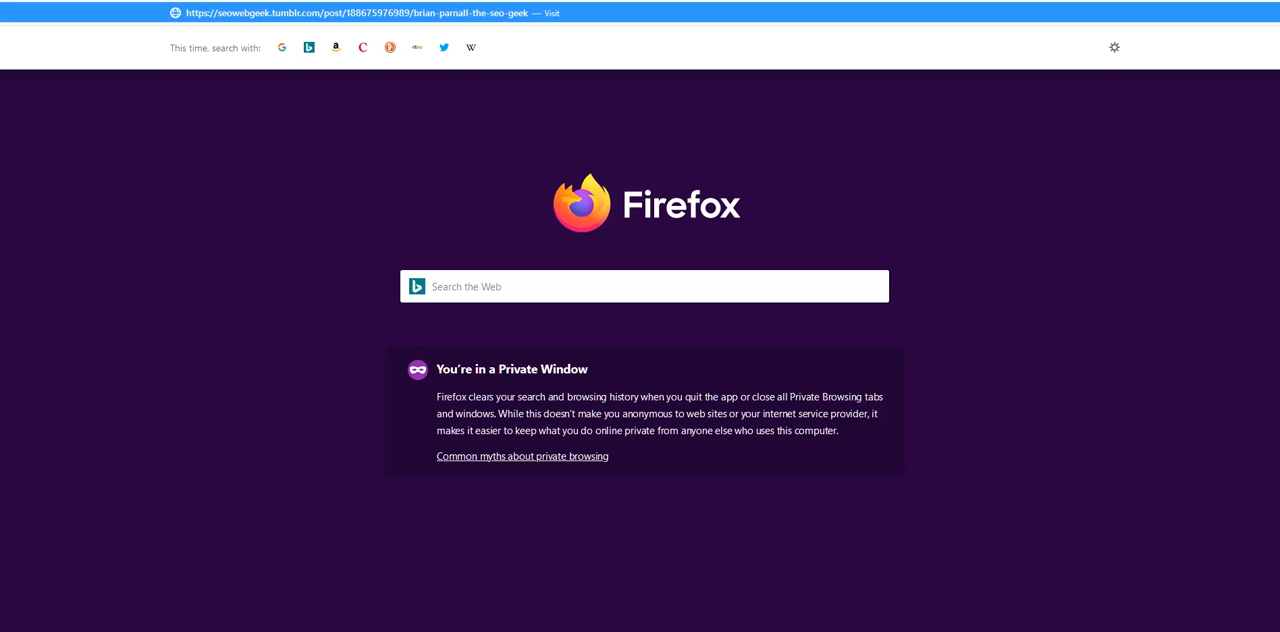 https://seowebgeek.tumblr.com/post/188675976989/brian-parnall-the-seo-geek — Visit
This time, search with:
Firefox
Search the Web
You’re in a Private Window
Firefox clears your search and browsing history when you quit the app or close all Private Browsing tabs
and windows. While this doesn’t make you anonymous to web sites or your internet service provider, it
makes it easier to keep what you do online private from anyone else who uses this computer.
Common myths about private browsing